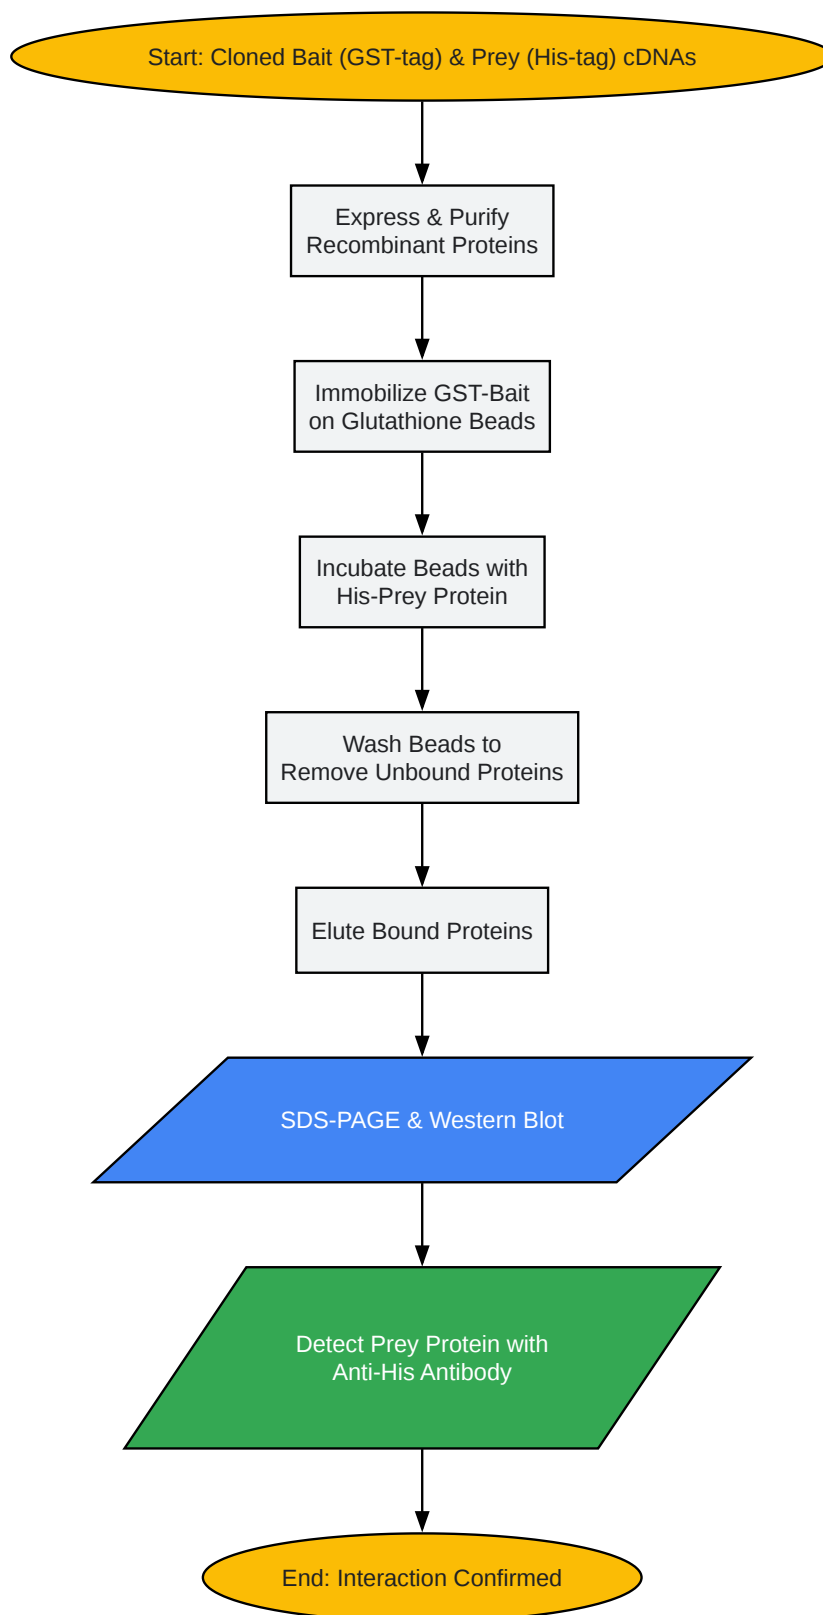 Start: Cloned Bait (GST-tag) & Prey (His-tag) cDNAs
Express & Purify
Recombinant Proteins
Immobilize GST-Bait
on Glutathione Beads
Incubate Beads with
His-Prey Protein
Wash Beads to
Remove Unbound Proteins
Elute Bound Proteins
SDS-PAGE & Western Blot
Detect Prey Protein with
Anti-His Antibody
End: Interaction Confirmed